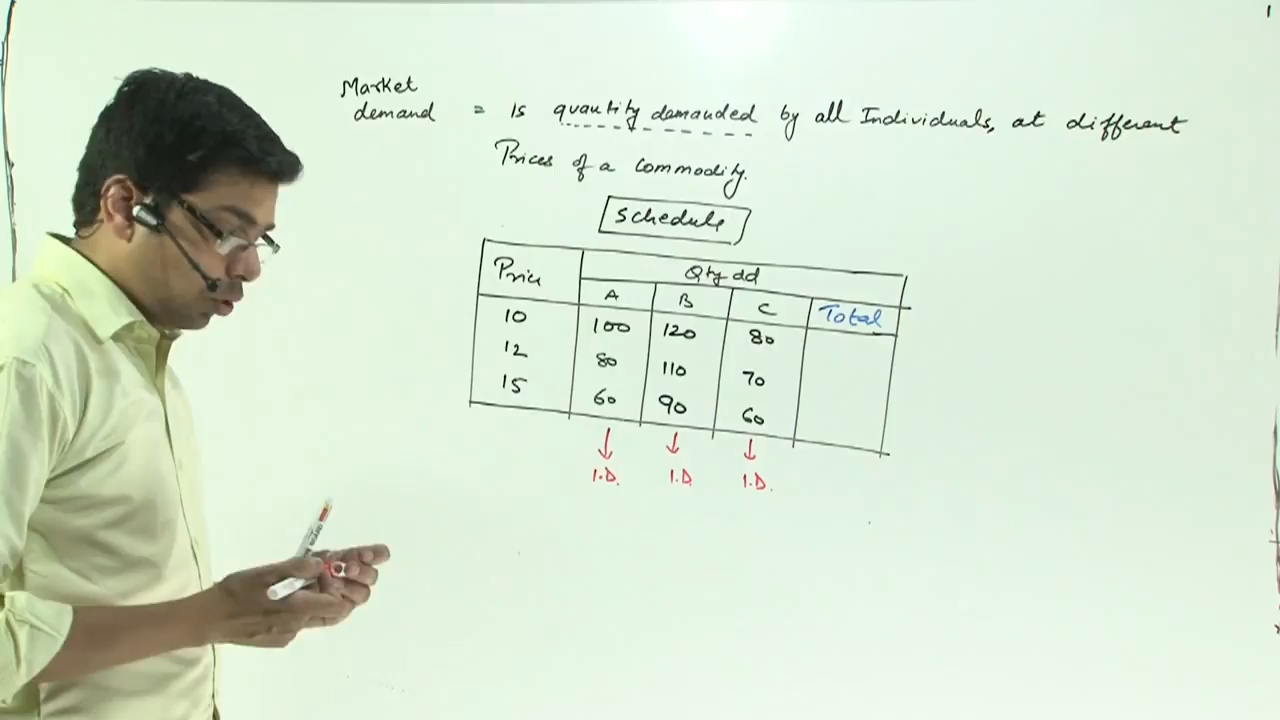 Market
demand = is quantity demanded by all Individuals, at different
Prices of a commodity.
Schedule
Price Qty dd
A B C Total
10 100 120 80
12 80 110 70
15 60 90 60
I.D. I.D. I.D.
1